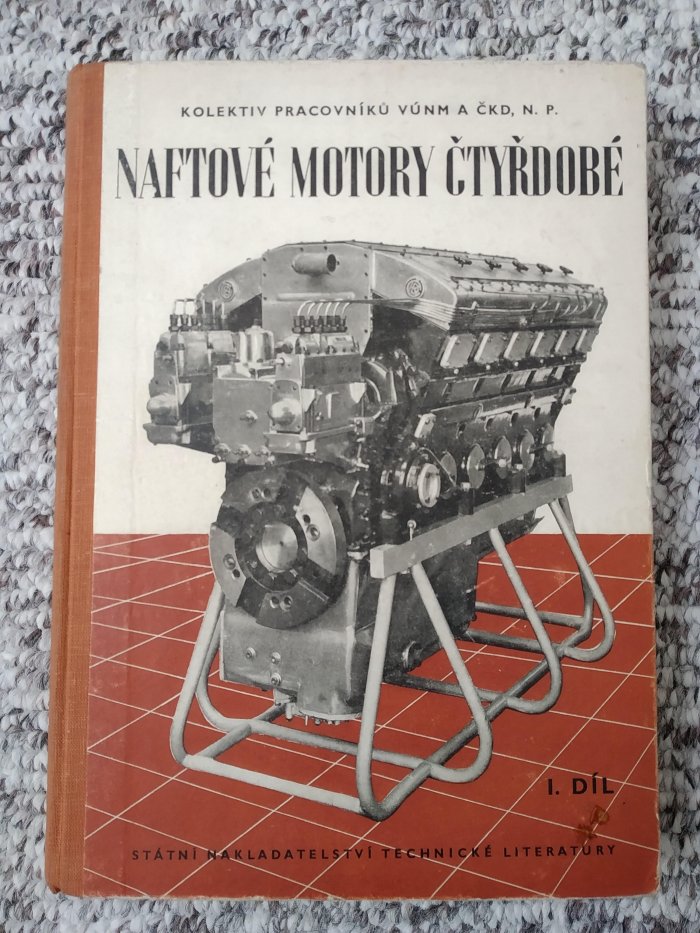 KOLEKTIV PRACOVNÍKŮ VÚNM A ČKD, N. P.
NAFTOVÉ MOTORY ČTYŘDOBÉ
I. DÍL
STÁTNÍ NAKLADATELSTVÍ TECHNICKÉ LITERATURY